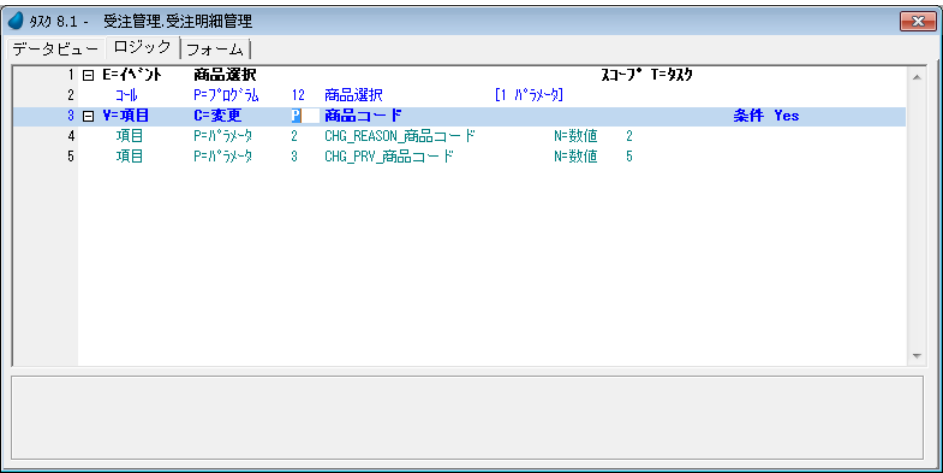 ﾀｽｸ 8.1 - 受注管理.受注明細管理
データビュー ロジック フォーム
1 E=ｲﾍﾞﾝﾄ 商品選択 ｽｺｰﾌﾟ T=ﾀｽｸ
2 ｺｰﾙ P=ﾌﾟﾛｸﾞﾗﾑ 12 商品選択 [1 ﾊﾟﾗﾒｰﾀ]
3 V=項目 C=変更 P 商品コード 条件 Yes
4 項目 P=ﾊﾟﾗﾒｰﾀ 2 CHG_REASON_商品コード N=数値 2
5 項目 P=ﾊﾟﾗﾒｰﾀ 3 CHG_PRV_商品コード N=数値 5